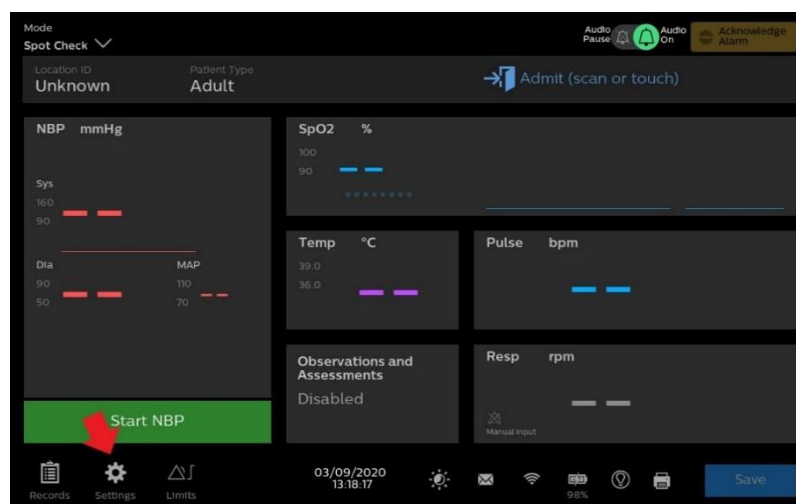 Mode
Spot Check
Audio Pause
Audio On
Acknowledge Alarm
Location ID
Unknown
Patient Type
Adult
Admit (scan or touch)
NBP mmHg
Sys
160
90
Dia
90
50
MAP
110
70
SpO2 %
100
90
Temp °C
39.0
36.0
Pulse bpm
Observations and
Assessments
Disabled
Resp rpm
Manual Input
Start NBP
Records
Settings
Limits
03/09/2020
13:18:17
98%
Save